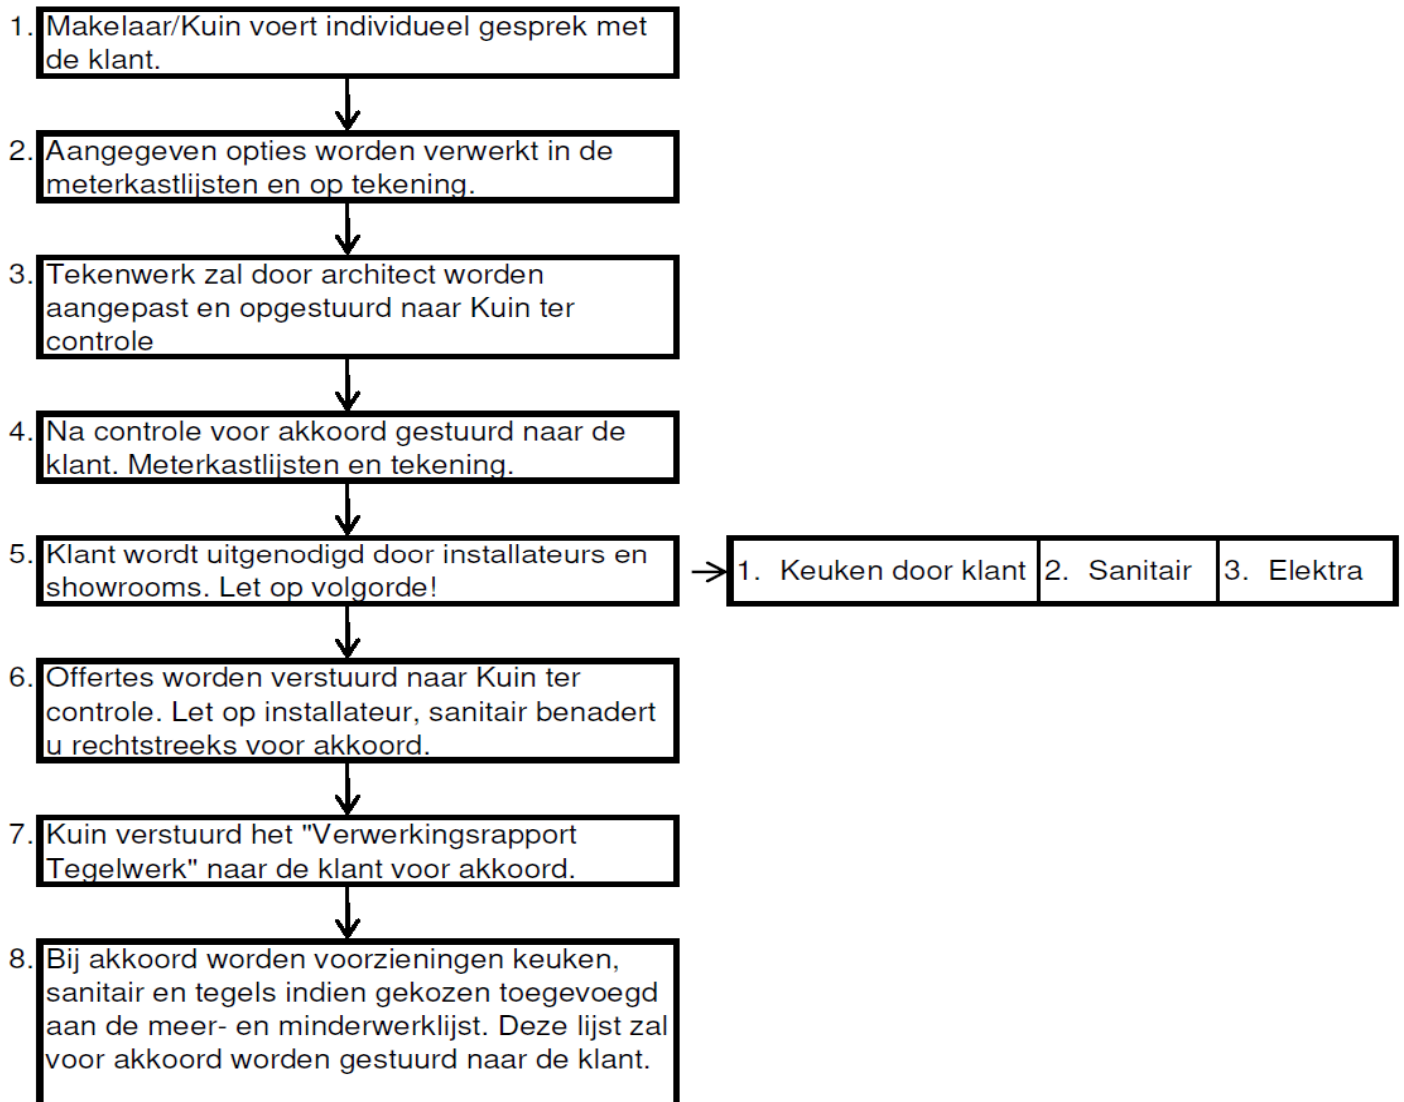 1. Makelaar/Kuin voert individueel gesprek met
de klant.
2. Aangegeven opties worden verwerkt in de
meterkastlijsten en op tekening.
3. Tekenwerk zal door architect worden
aangepast en opgestuurd naar Kuin ter
controle
4. Na controle voor akkoord gestuurd naar de
klant. Meterkastlijsten en tekening.
5. Klant wordt uitgenodigd door installateurs en
showrooms. Let op volgorde!
1. Keuken door klant 2. Sanitair 3. Elektra
6. Offertes worden verstuurd naar Kuin ter
controle. Let op installateur, sanitair benadert
u rechtstreeks voor akkoord.
7. Kuin verstuurd het "Verwerkingsrapport
Tegelwerk" naar de klant voor akkoord.
8. Bij akkoord worden voorzieningen keuken,
sanitair en tegels indien gekozen toegevoegd
aan de meer- en minderwerklijst. Deze lijst zal
voor akkoord worden gestuurd naar de klant.